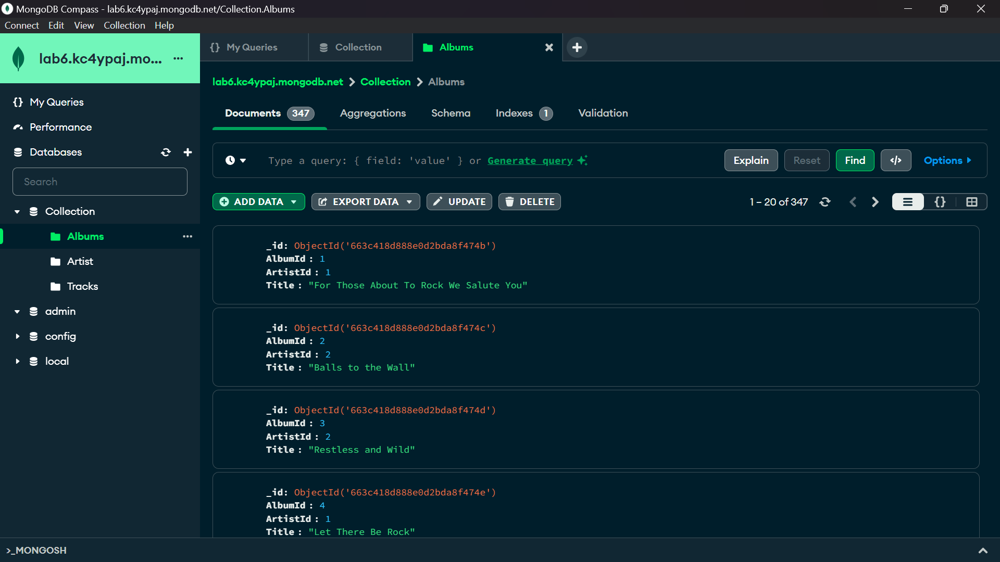 MongoDB Compass - lab6.kc4ypaj.mongodb.net/Collection.Albums
Connect Edit View Collection Help
lab6.kc4ypaj.mo...
{} My Queries
Performance
Databases
Search
Collection
Albums
Artist
Tracks
admin
config
local
{} My Queries Collection Albums
lab6.kc4ypaj.mongodb.net > Collection > Albums
Documents 347 Aggregations Schema Indexes 1 Validation
Type a query: { field: 'value' } or Generate query Explain Reset Find </> Options
ADD DATA EXPORT DATA UPDATE DELETE 1 – 20 of 347 {}
_id: ObjectId('663c418d888e0d2bda8f474b')
AlbumId : 1
ArtistId : 1
Title : "For Those About To Rock We Salute You"
_id: ObjectId('663c418d888e0d2bda8f474c')
AlbumId : 2
ArtistId : 2
Title : "Balls to the Wall"
_id: ObjectId('663c418d888e0d2bda8f474d')
AlbumId : 3
ArtistId : 2
Title : "Restless and Wild"
_id: ObjectId('663c418d888e0d2bda8f474e')
AlbumId : 4
ArtistId : 1
Title : "Let There Be Rock"
>_MONGOSH